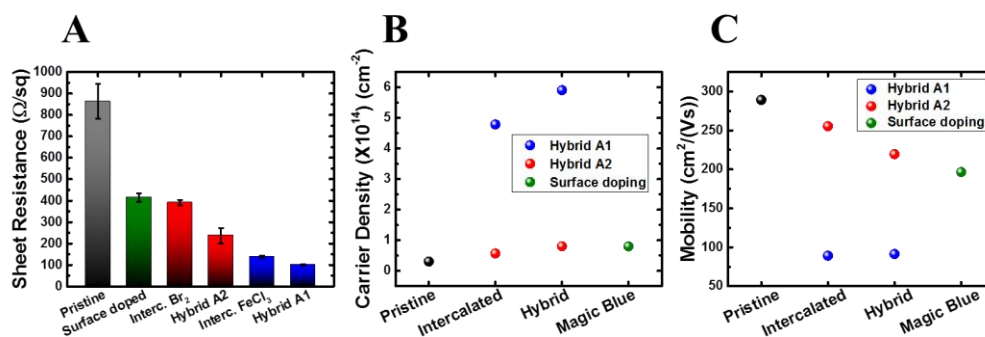 A
B
C
Sheet Resistance (Ω/sq)
1000
900
800
700
600
500
400
300
200
100
0
Pristine
Surface doped
Interc. Br₂
Hybrid A2
Interc. FeCl₃
Hybrid A1
Carrier Density (X10¹⁴) (cm⁻²)
6
5
4
3
2
1
0
Hybrid A1
Hybrid A2
Surface doping
Pristine
Intercalated
Hybrid
Magic Blue
Mobility (cm²/(Vs))
300
250
200
150
100
50
Hybrid A1
Hybrid A2
Surface doping
Pristine
Intercalated
Hybrid
Magic Blue